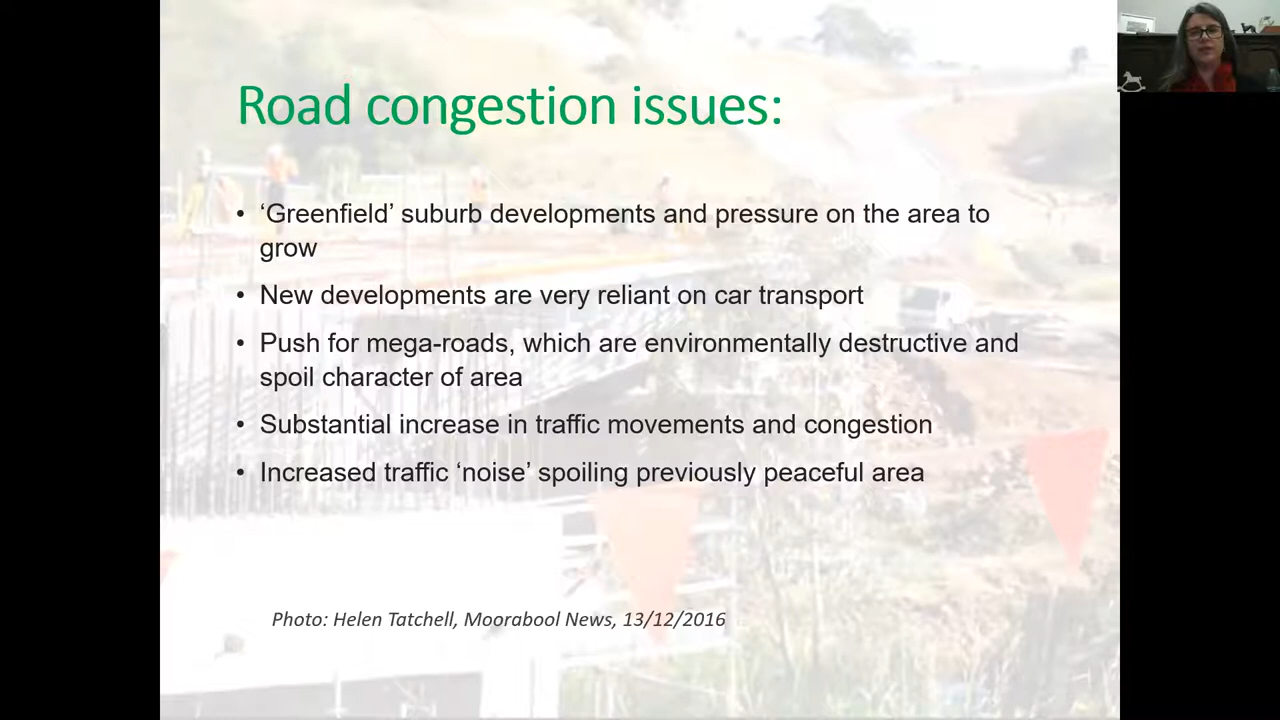 Road congestion issues:
• ‘Greenfield’ suburb developments and pressure on the area to
grow
• New developments are very reliant on car transport
• Push for mega-roads, which are environmentally destructive and
spoil character of area
• Substantial increase in traffic movements and congestion
• Increased traffic ‘noise’ spoiling previously peaceful area
Photo: Helen Tatchell, Moorabool News, 13/12/2016